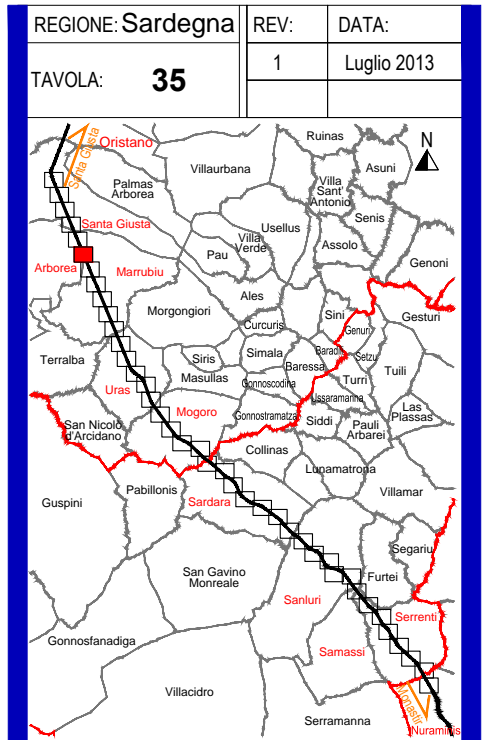 REGIONE: Sardegna
REV:
DATA:
TAVOLA: 35
1
Luglio 2013
N
Santa Giusta
Oristano
Ruinas
Villaurbana
Asuni
Palmas
Arborea
Villa
Sant'
Antonio
Senis
Santa Giusta
Usellus
Villa
Verde
Assolo
Pau
Genoni
Arborea
Marrubiu
Ales
Morgongiori
Sini
Gesturi
Curcuris
Genuri
Terralba
Siris
Simala
Baradili
Setzu
Baressa
Tuili
Masullas
Turri
Uras
Gonnoscodina
Ussaramanna
Las
Plassas
Mogoro
Gonnostramatza
Siddi
Pauli
Arbarei
San Nicolò
d'Arcidano
Collinas
Lunamatrona
Pabillonis
Villamar
Guspini
Sardara
Segariu
San Gavino
Monreale
Furtei
Sanluri
Serrenti
Gonnosfanadiga
Samassi
Villacidro
Monastir
Serramanna
Nuraminis